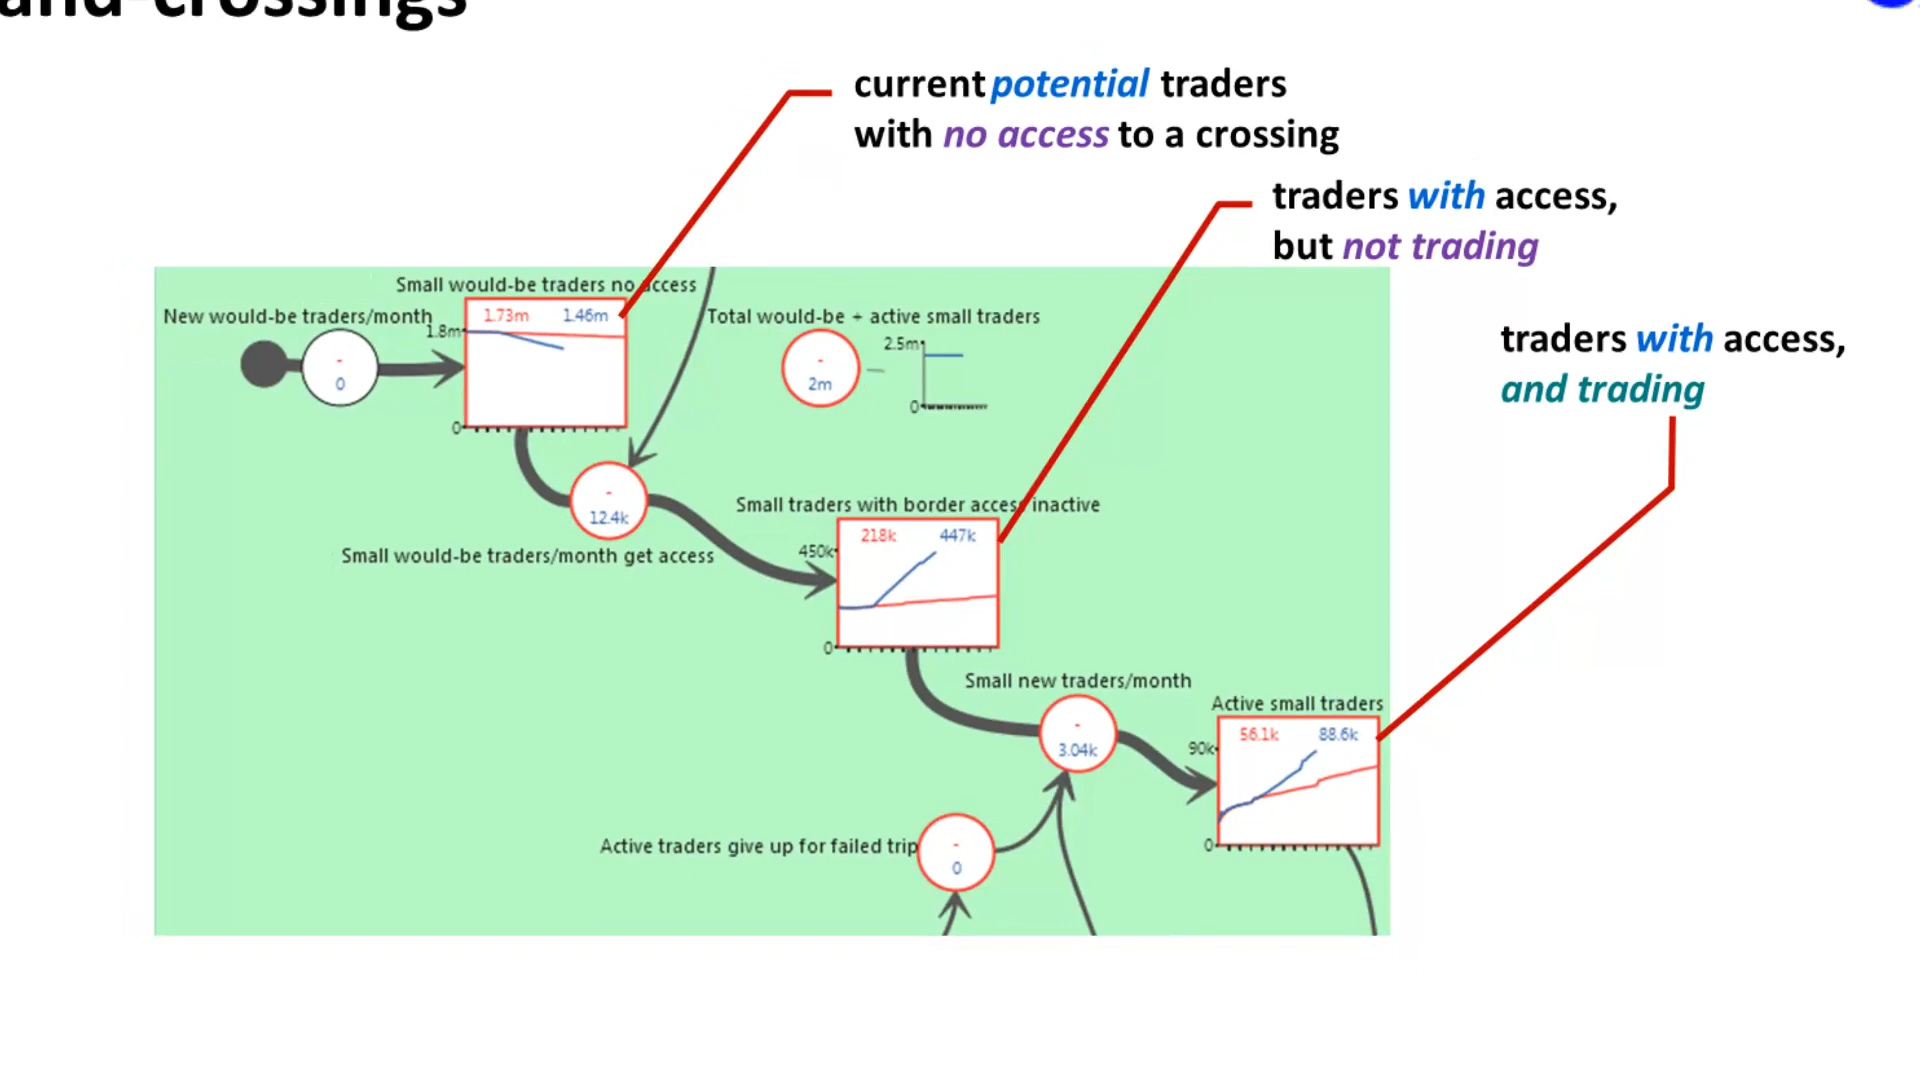 and-crossings
current potential traders
with no access to a crossing
traders with access,
but not trading
traders with access,
and trading
Small would-be traders no access
New would-be traders/month
1.8m
1.73m 1.46m
0
-
0
Total would-be + active small traders
-
2m
2.5m
0
-
12.4k
Small would-be traders/month get access
Small traders with border access inactive
450k
218k 447k
0
Small new traders/month
-
3.04k
Active small traders
90k
56.1k 88.6k
0
Active traders give up for failed trip
-
0